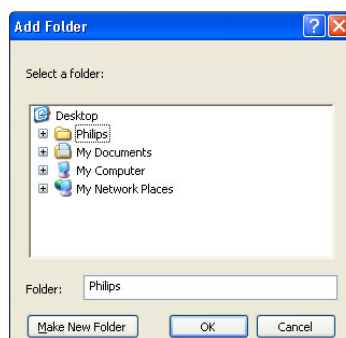 Add Folder
Select a folder:
Desktop
Philips
My Documents
My Computer
My Network Places
Folder: Philips
Make New Folder OK Cancel